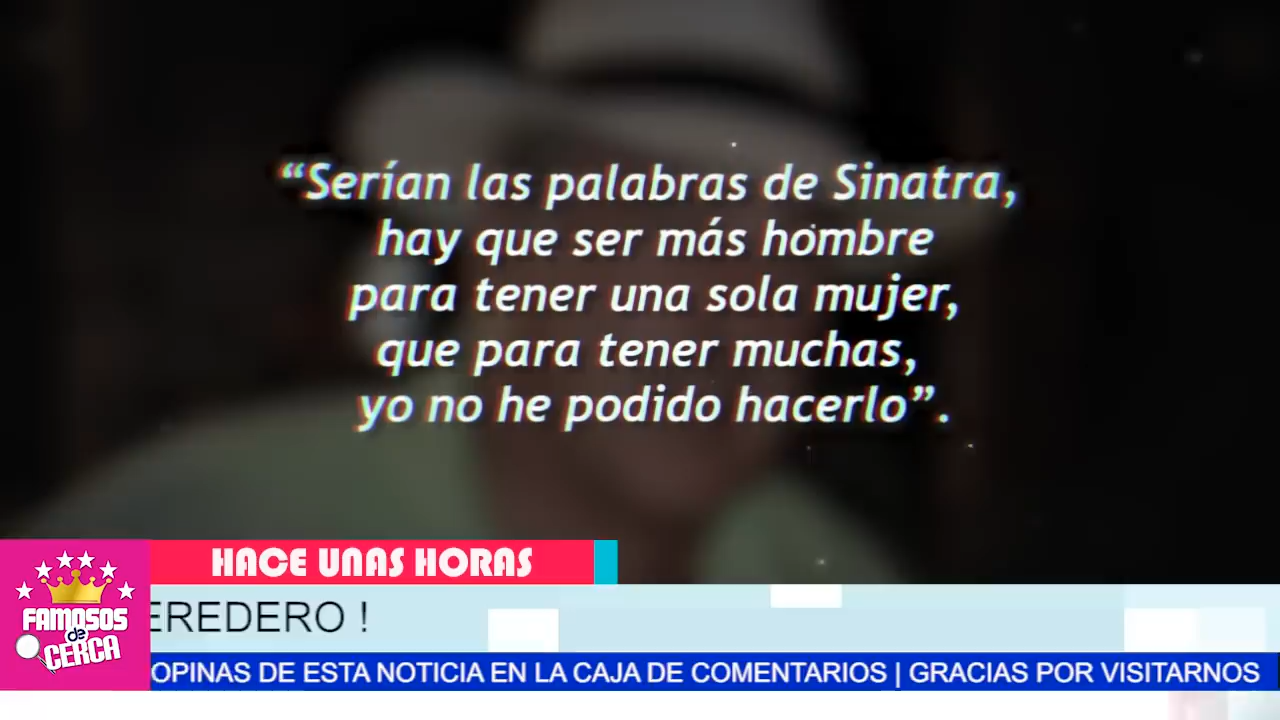 “Serían las palabras de Sinatra,
hay que ser más hombre
para tener una sola mujer,
que para tener muchas,
yo no he podido hacerlo”.
HACE UNAS HORAS
EREDERO !
FAMOSOS
de
CERCA
OPINAS DE ESTA NOTICIA EN LA CAJA DE COMENTARIOS | GRACIAS POR VISITARNOS